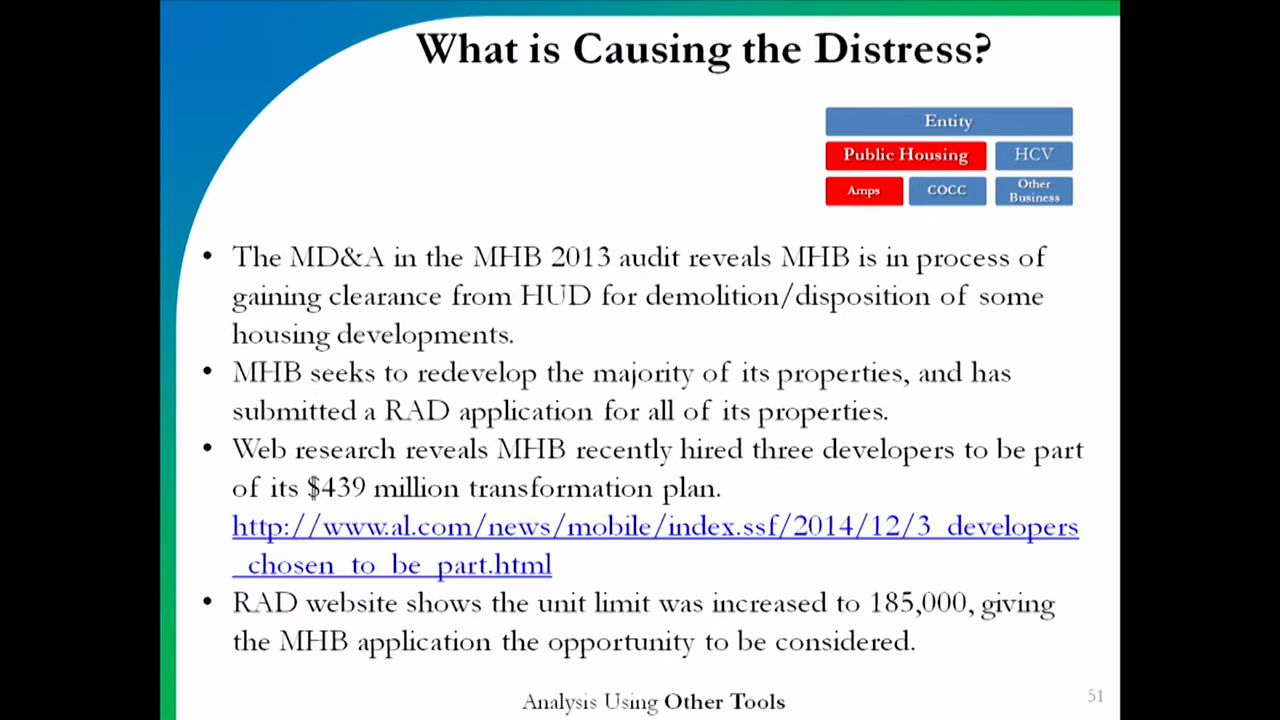 What is Causing the Distress?
Entity
Public Housing
HCV
Amps
COCC
Other
Business
• The MD&A in the MHB 2013 audit reveals MHB is in process of
gaining clearance from HUD for demolition/disposition of some
housing developments.
• MHB seeks to redevelop the majority of its properties, and has
submitted a RAD application for all of its properties.
• Web research reveals MHB recently hired three developers to be part
of its $439 million transformation plan.
http://www.al.com/news/mobile/index.ssf/2014/12/3_developers
_chosen_to_be_part.html
• RAD website shows the unit limit was increased to 185,000, giving
the MHB application the opportunity to be considered.
Analysis Using Other Tools
51